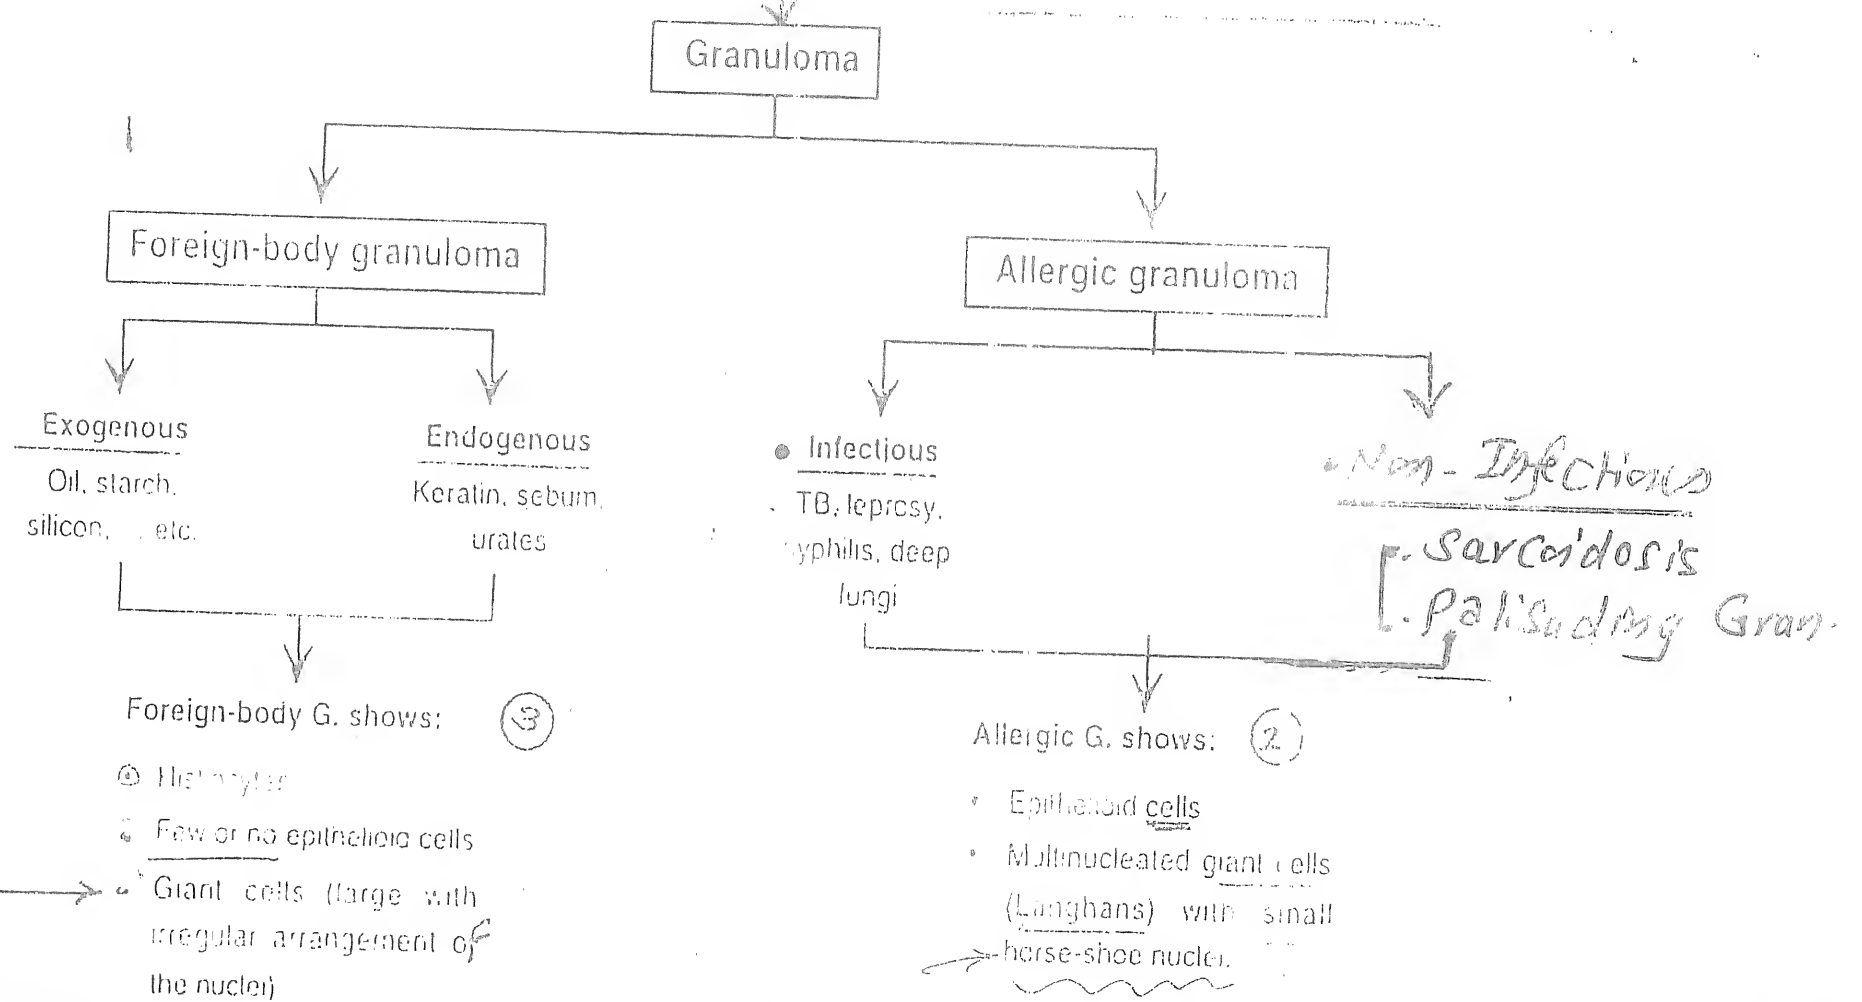 Granuloma
Foreign-body granuloma
Allergic granuloma
Exogenous
Oil, starch,
silicon, . etc.
Endogenous
Keratin, sebum,
urates
• Infectious
TB, leprosy,
yphilis, deep
fungi
• Non-Infectious
. Sarcoidosis
. Palisading Gran.
Foreign-body G. shows: 3
Few or no epithelioid cells
Giant cells (large with
irregular arrangement of
the nuclei)
Allergic G. shows: 2
• Epithelioid cells
• Multinucleated giant cells
(Langhans) with small
horse-shoe nuclei.